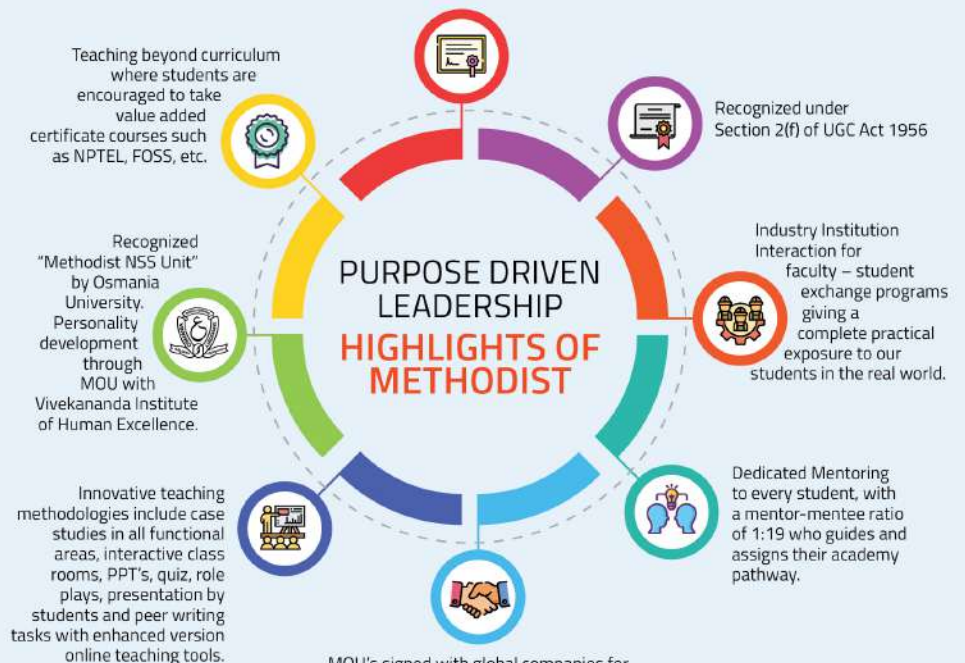 Teaching beyond curriculum
where students are
encouraged to take
value added
certificate courses such
as NPTEL, FOSS, etc.
Recognized under
Section 2(f) of UGC Act 1956
Recognized
"Methodist NSS Unit"
by Osmania
University.
Personality
development
through
MOU with
Vivekananda Institute
of Human Excellence.
PURPOSE DRIVEN
LEADERSHIP
HIGHLIGHTS OF
METHODIST
Industry Institution
Interaction for
faculty – student
exchange programs
giving a
complete practical
exposure to our
students in the real world.
Innovative teaching
methodologies include case
studies in all functional
areas, interactive class
rooms, PPT's, quiz, role
plays, presentation by
students and peer writing
tasks with enhanced version
online teaching tools.
Dedicated Mentoring
to every student, with
a mentor-mentee ratio
of 1:19 who guides and
assigns their academy
pathway.
MOU's signed with global companies for